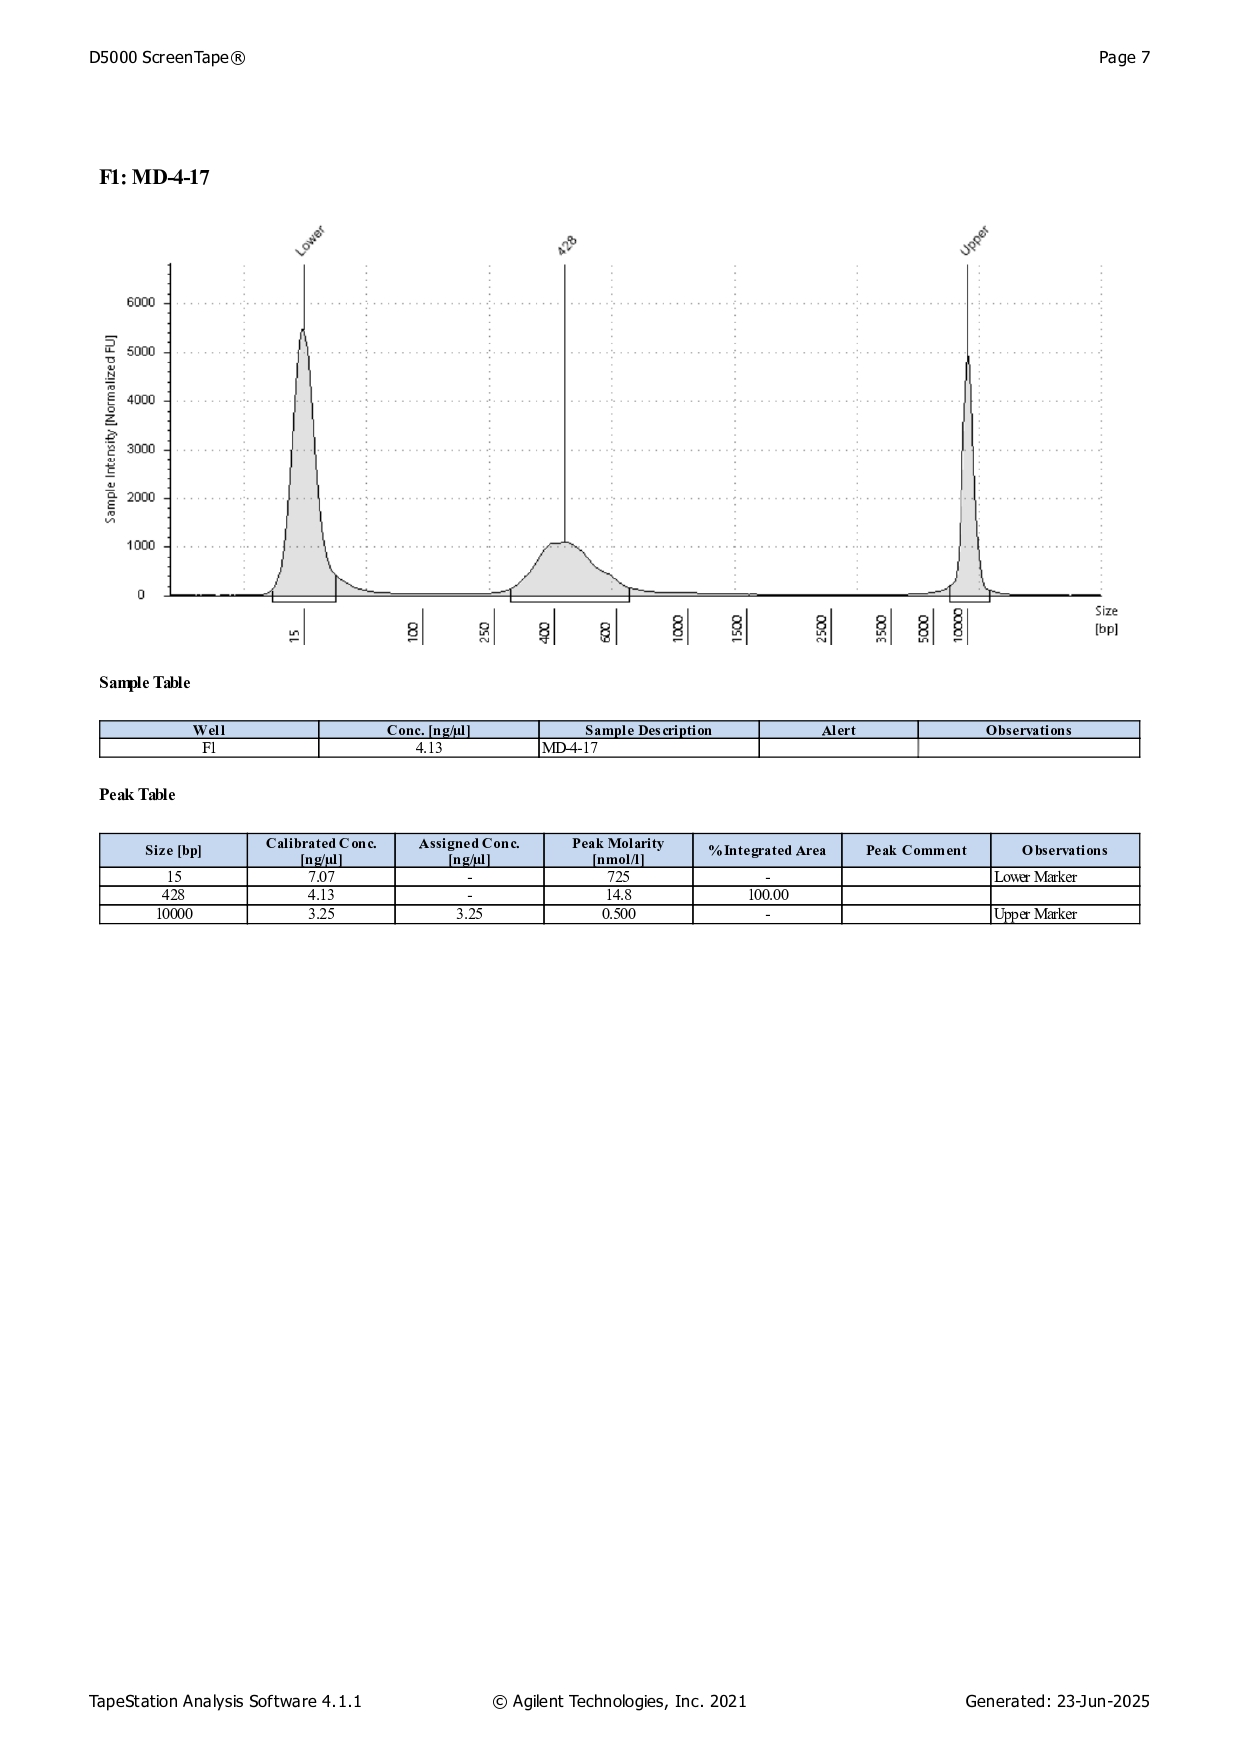 D5000 ScreenTape® Page 7
F1: MD-4-17
Lower 428 Upper
Sample Intensity [Normalized FU]
6000
5000
4000
3000
2000
1000
0
15 100 250 400 600 1000 1500 2500 3500 5000 10000 Size [bp]
Sample Table
Well Conc. [ng/µl] Sample Description Alert Observations
F1 4.13 MD-4-17
Peak Table
Size [bp] Calibrated Conc. [ng/µl] Assigned Conc. [ng/µl] Peak Molarity [nmol/l] % Integrated Area Peak Comment Observations
15 7.07 - 725 - Lower Marker
428 4.13 - 14.8 100.00
10000 3.25 3.25 0.500 - Upper Marker
TapeStation Analysis Software 4.1.1 © Agilent Technologies, Inc. 2021 Generated: 23-Jun-2025